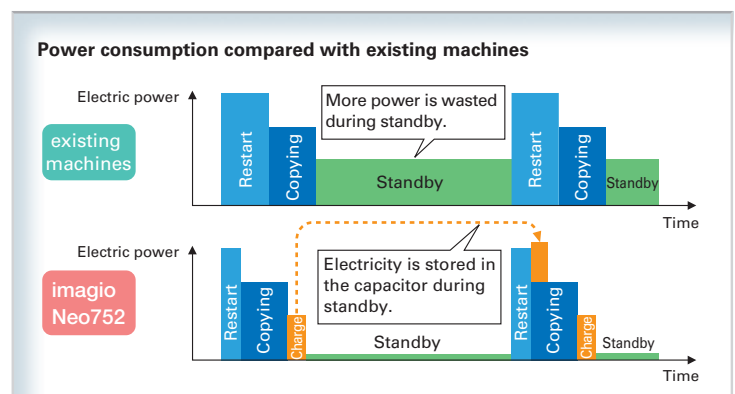 Power consumption compared with existing machines
Electric power
existing
machines
Restart
Copying
More power is wasted
during standby.
Standby
Restart
Copying
Standby
Time
Electric power
imagio
Neo752
Restart
Copying
Charge
Electricity is stored in
the capacitor during
standby.
Standby
Restart
Copying
Charge
Standby
Time